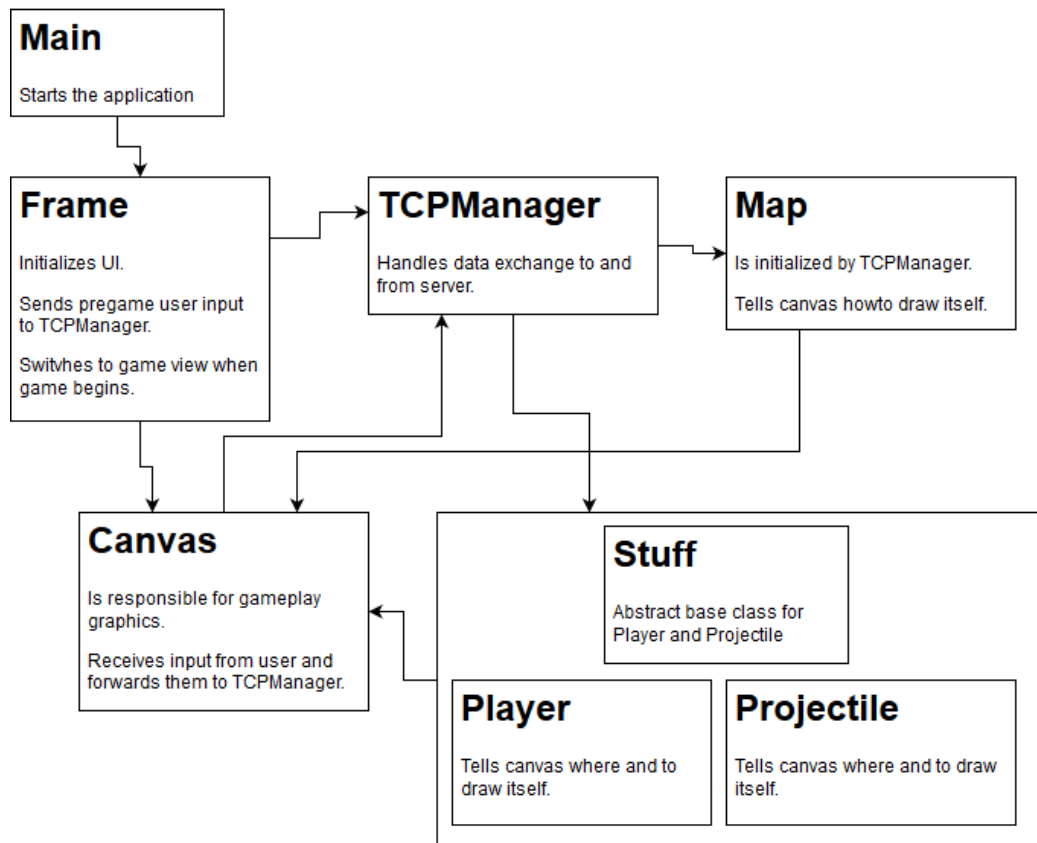 Main
Starts the application
Frame
Initializes UI.
Sends pregame user input
to TCPManager.
Switvhes to game view when
game begins.
TCPManager
Handles data exchange to and
from server.
Map
Is initialized by TCPManager.
Tells canvas howto draw itself.
Canvas
Is responsible for gameplay
graphics.
Receives input from user and
forwards them to TCPManager.
Stuff
Abstract base class for
Player and Projectile
Player
Tells canvas where and to
draw itself.
Projectile
Tells canvas where and to draw
itself.